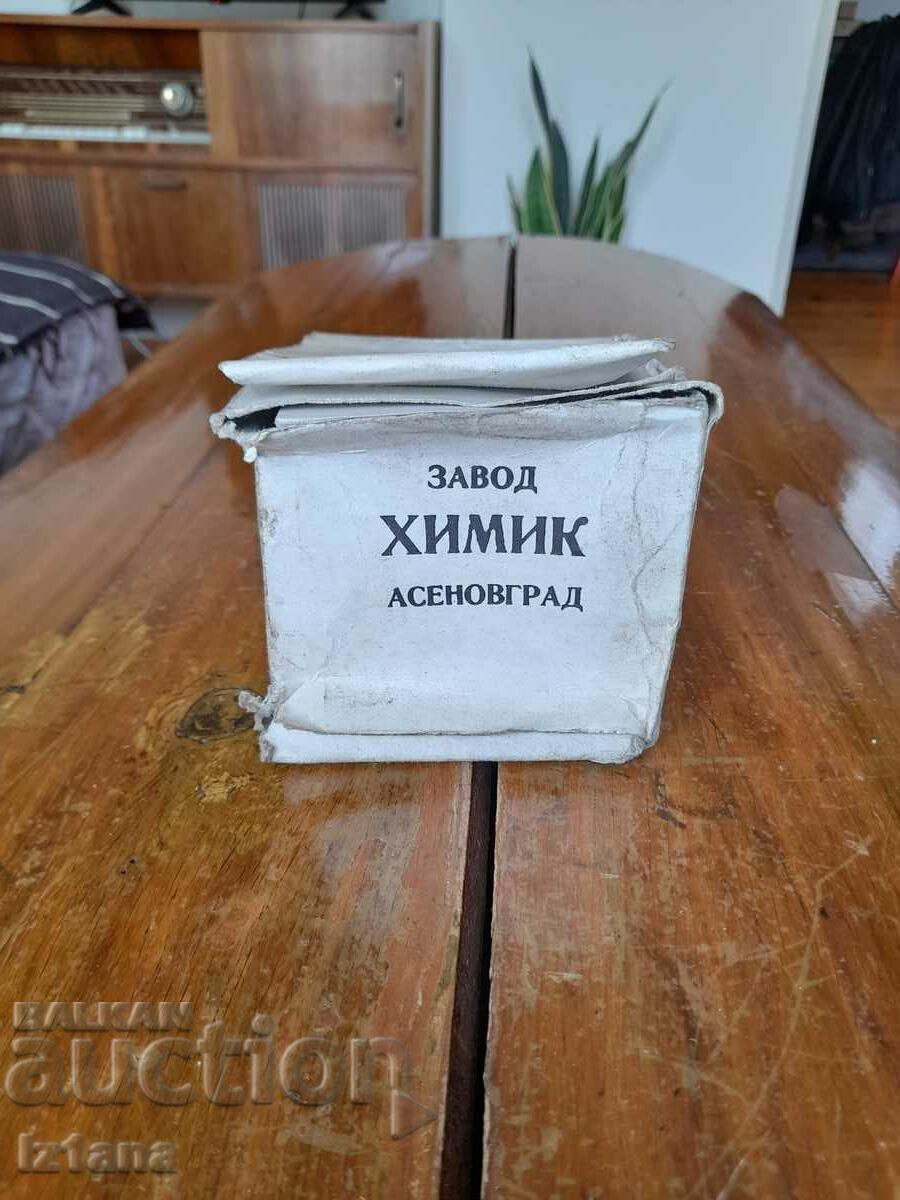 ЗАВОД
ХИМИК
АСЕНОВГРАД
BALKAN
auction
Iz1ana